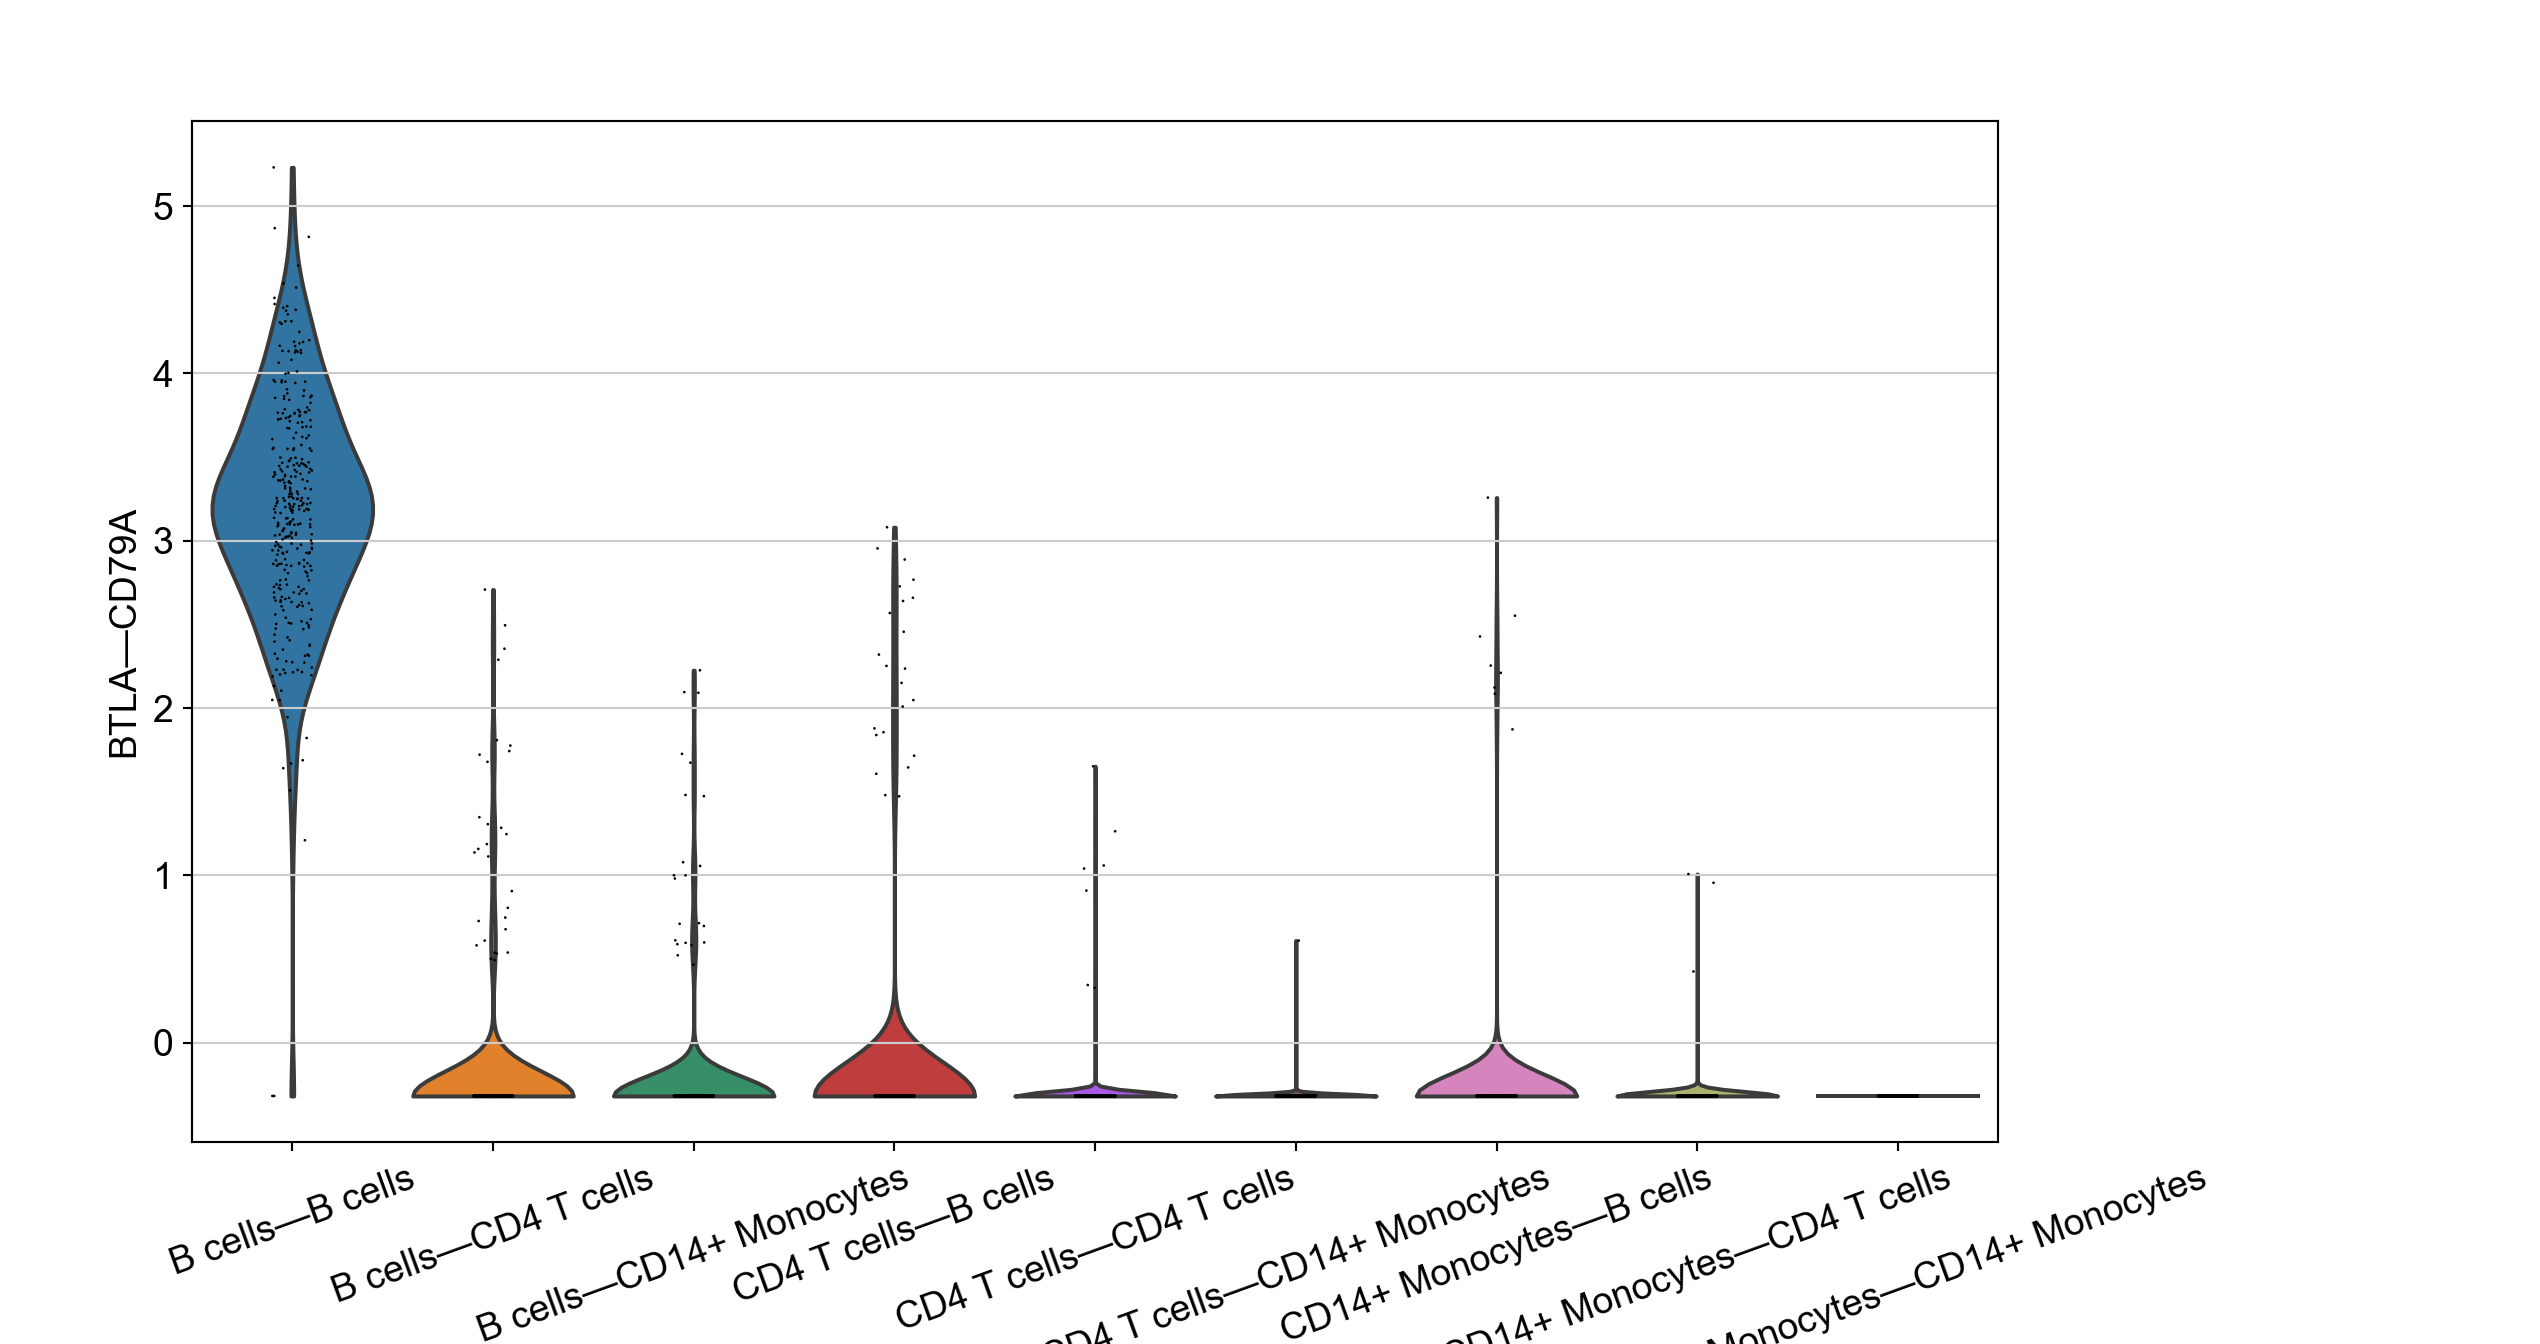 BTLA—CD79A
5
4
3
2
1
0
B cells—B cells
B cells—CD4 T cells
B cells—CD14+ Monocytes
CD4 T cells—B cells
CD4 T cells—CD4 T cells
CD4 T cells—CD14+ Monocytes
CD14+ Monocytes—B cells
CD14+ Monocytes—CD4 T cells
Monocytes—CD14+ Monocytes